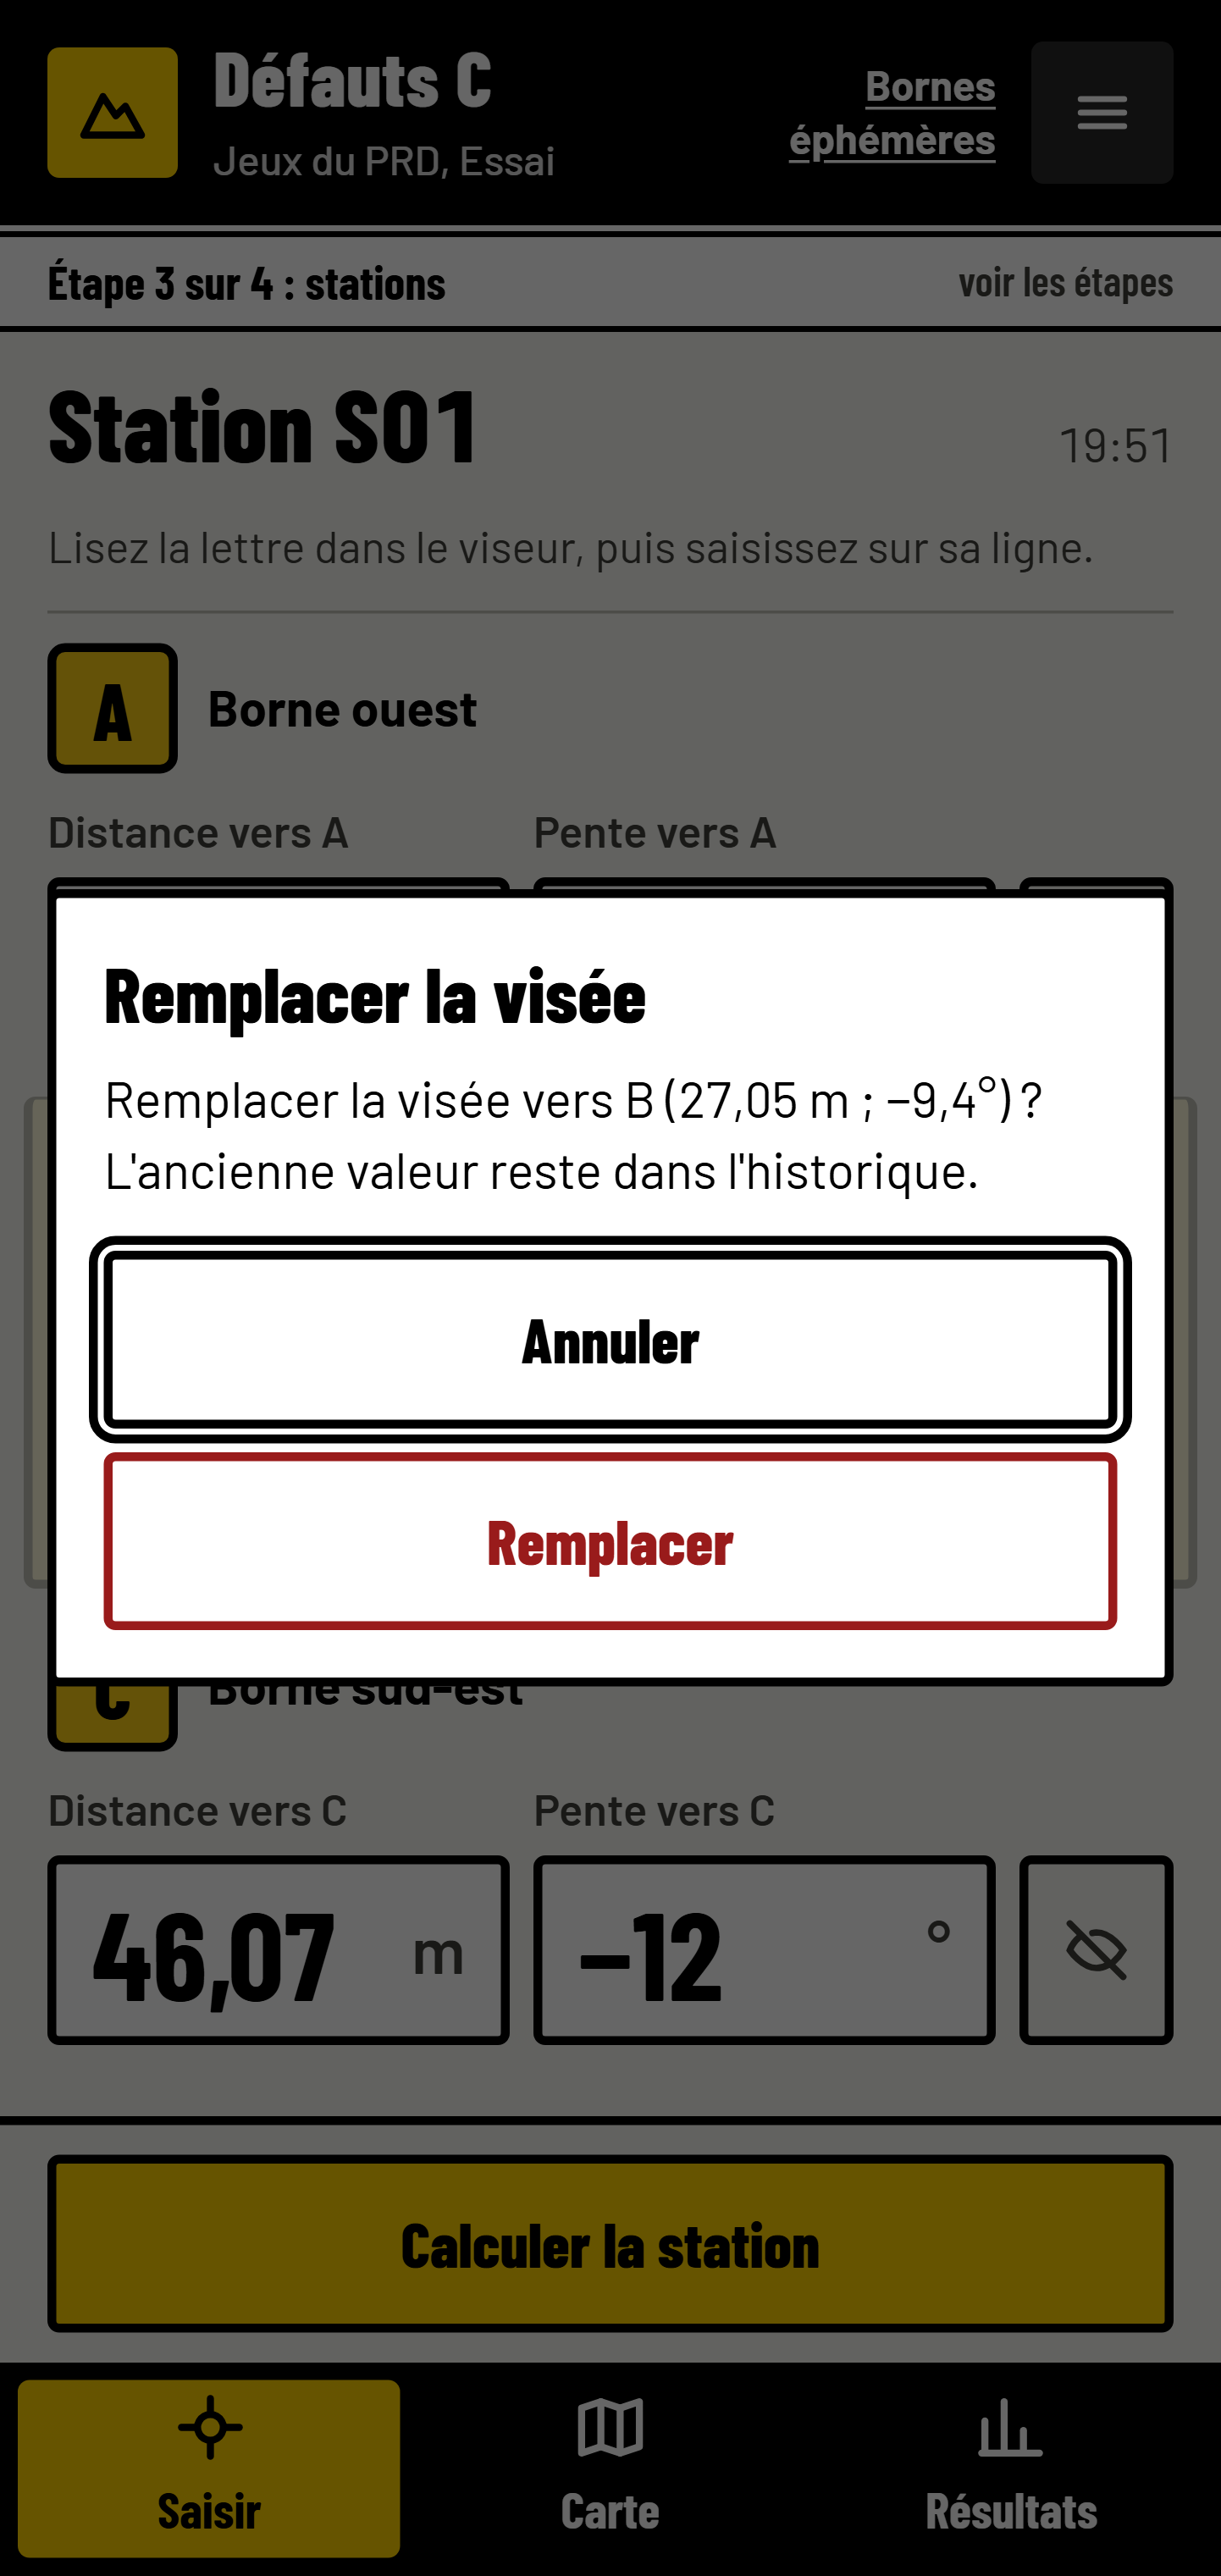 Défauts C
Jeux du PRD, Essai
Bornes
éphémères
Étape 3 sur 4 : stations
voir les étapes
Station S01
19:51
Lisez la lettre dans le viseur, puis saisissez sur sa ligne.
A
Borne ouest
Distance vers A
Pente vers A
Remplacer la visée
Remplacer la visée vers B (27,05 m ; −9,4°) ?
L'ancienne valeur reste dans l'historique.
Annuler
Remplacer
C
Borne sud-est
Distance vers C
Pente vers C
46,07 m
−12 °
Calculer la station
Saisir
Carte
Résultats